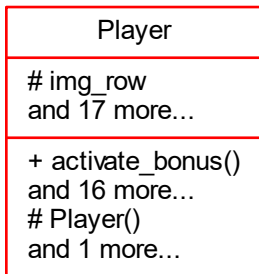 Player
# img_row
and 17 more...
+ activate_bonus()
and 16 more...
# Player()
and 1 more...